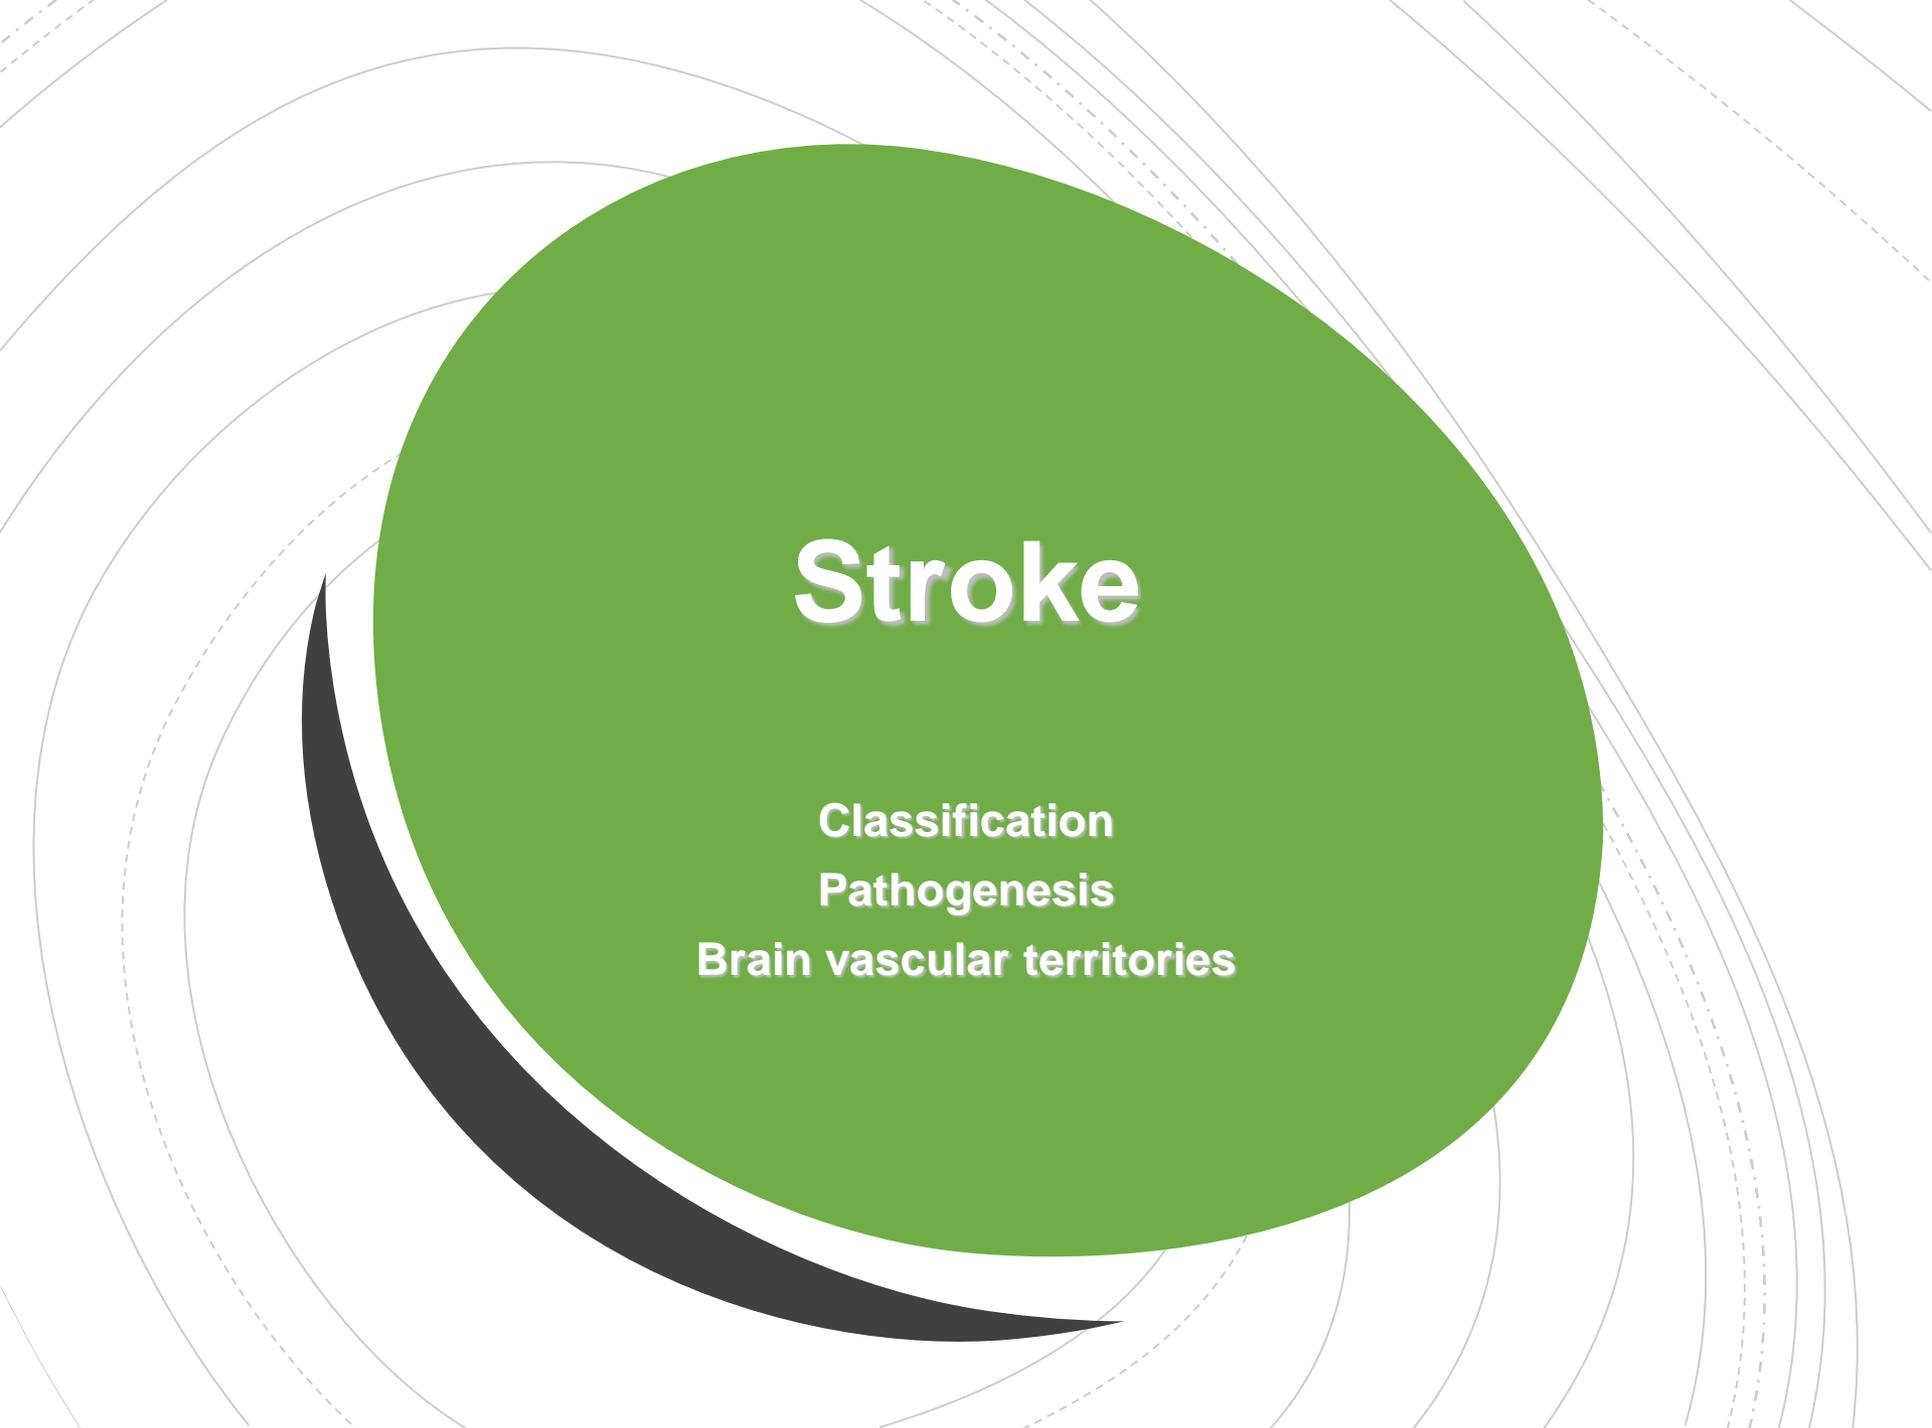 Stroke
Classification
Pathogenesis
Brain vascular territories